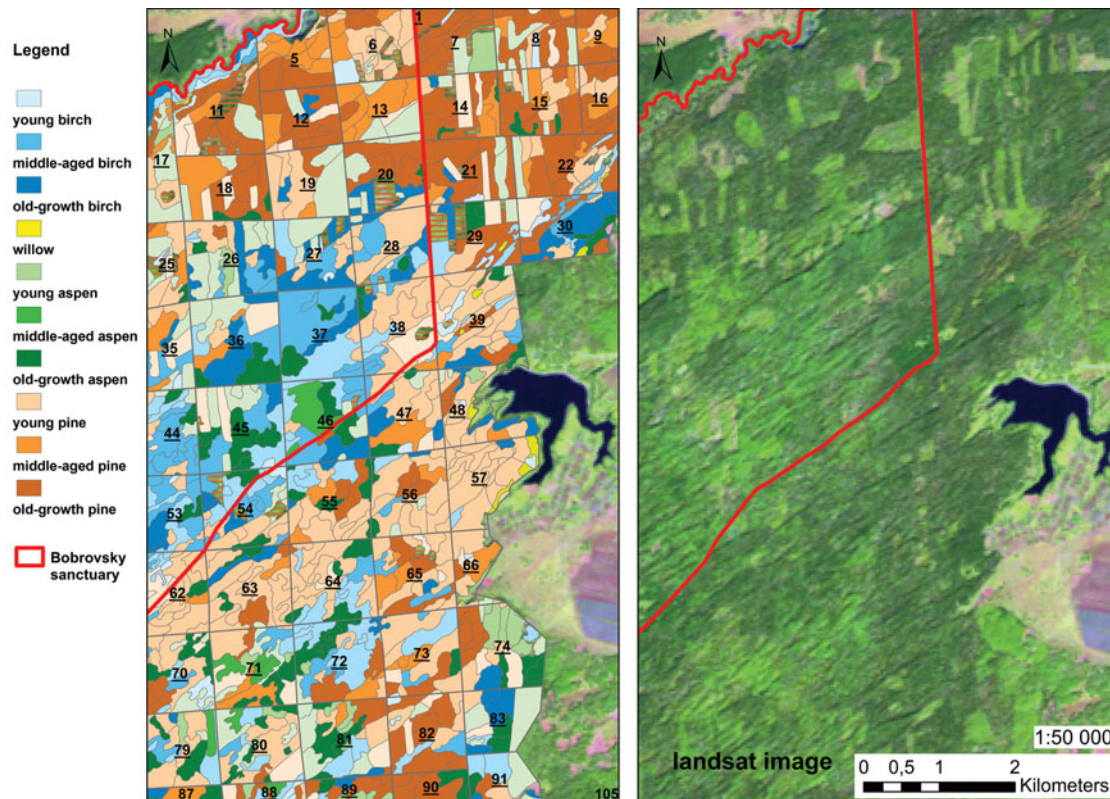 Legend
young birch
middle-aged birch
old-growth birch
willow
young aspen
middle-aged aspen
old-growth aspen
young pine
middle-aged pine
old-growth pine
Bobrovsky
sanctuary
N
1
5 6 7 8 9
11 12 13 14 15 16
17 18 19 20 21 22
25 26 27 28 29 30
35 36 37 38 39
44 45 46 47 48
53 54 55 56 57
62 63 64 65 66
70 71 72 73 74
79 80 81 82 83
87 88 89 90 91
105
N
landsat image
1:50 000
0 0,5 1 2
Kilometers